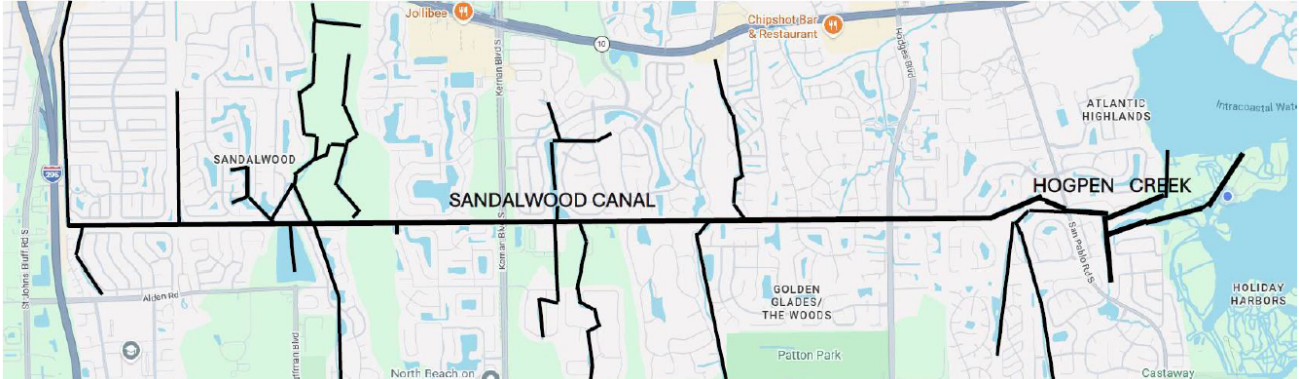 Jollibee
Chipshot Bar
& Restaurant
10
Hodges Blvd
Kernan Blvd S
ATLANTIC
HIGHLANDS
Intracoastal Wate
SANDALWOOD
295
SANDALWOOD CANAL
HOGPEN CREEK
St Johns Bluff Rd S
Kernan Blvd S
San Pablo Rd S
Alden Rd
GOLDEN
GLADES/
THE WOODS
HOLIDAY
HARBORS
Patton Park
North Beach on
Castaway